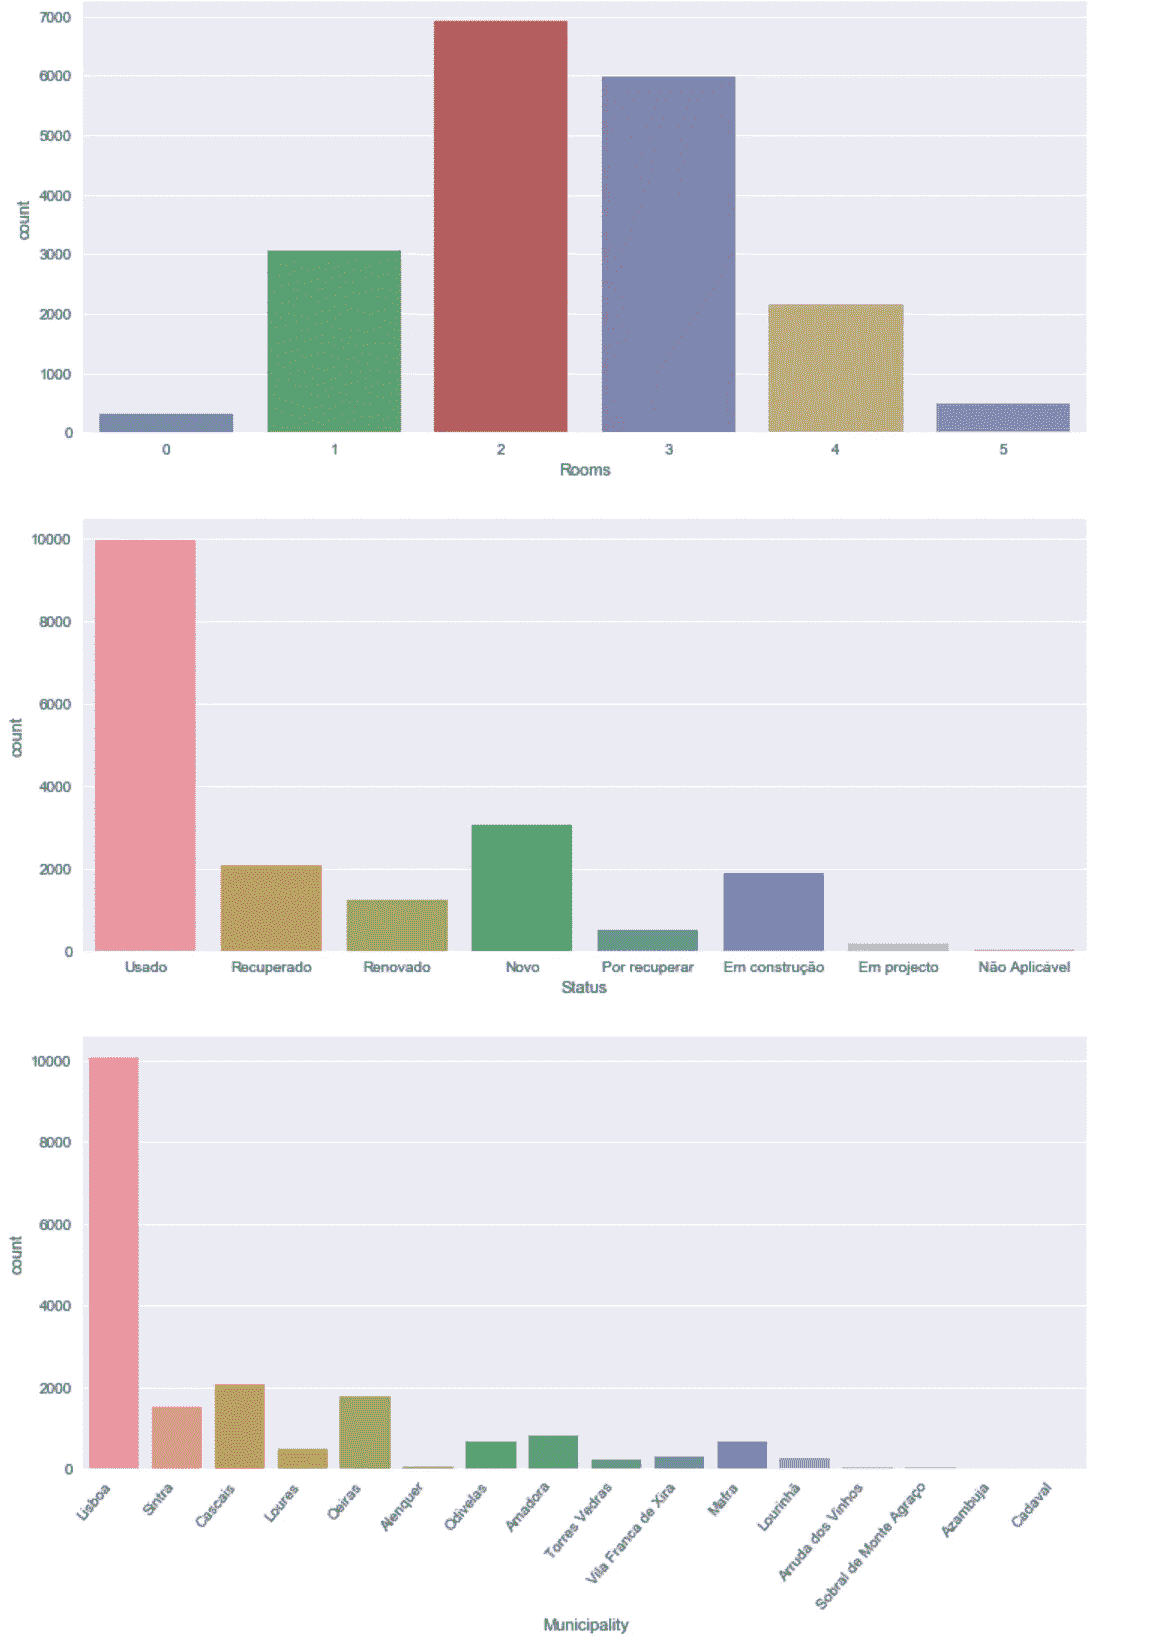 7000
6000
5000
4000
3000
2000
1000
0
count
0 1 2 3 4 5
Rooms
10000
8000
6000
4000
2000
0
count
Usado Recuperado Renovado Novo Por recuperar Em construção Em projecto Não Aplicável
Status
10000
8000
6000
4000
2000
0
count
Lisboa Sintra Cascais Loures Oeiras Alenquer Odivelas Amadora Torres Vedras Vila Franca de Xira Mafra Lourinhã Arruda dos Vinhos Sobral de Monte Agraço Azambuja Cadaval
Municipality